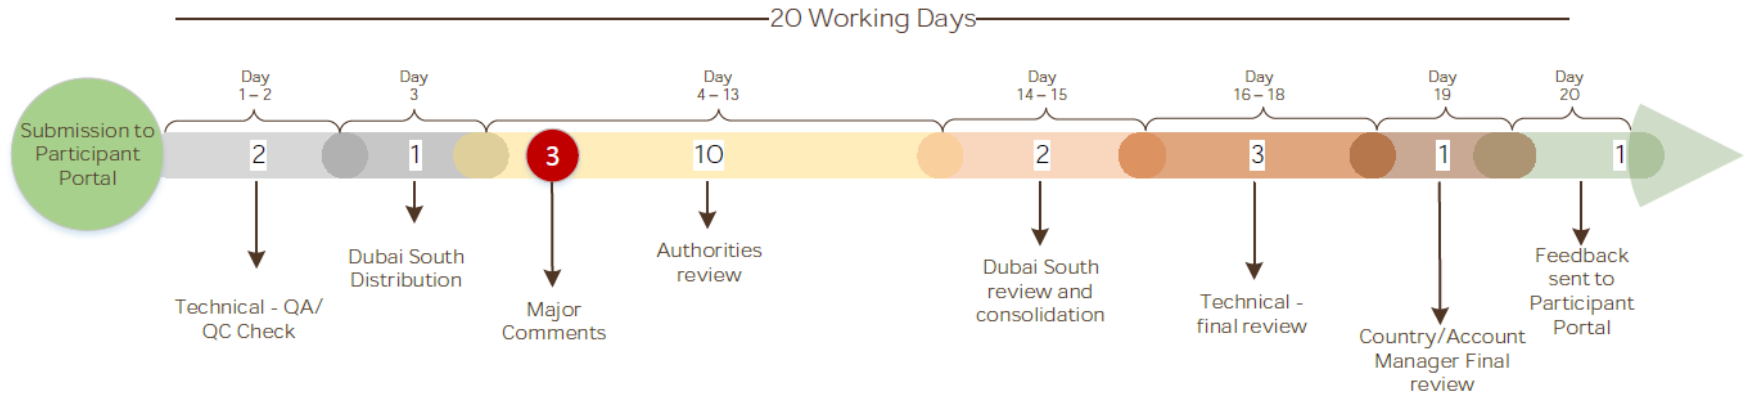 20 Working Days
Day
1 – 2
Day
3
Day
4 – 13
Day
14 – 15
Day
16 – 18
Day
19
Day
20
Submission to
Participant
Portal
2
1
3
10
2
3
1
1
Technical - QA/
QC Check
Dubai South
Distribution
Major
Comments
Authorities
review
Dubai South
review and
consolidation
Technical -
final review
Country/Account
Manager Final
review
Feedback
sent to
Participant
Portal